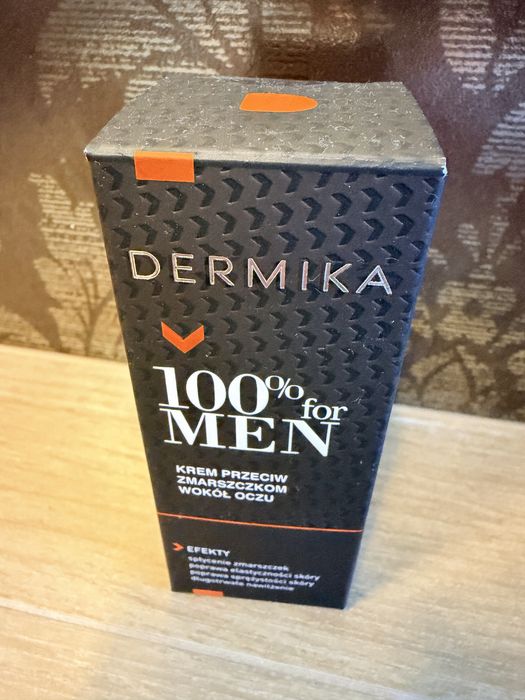 DERMIKA
100% for
MEN
KREM PRZECIW
ZMARSZCZKOM
WOKÓŁ OCZU
EFEKTY
spłycenie zmarszczek
poprawa elastyczności skóry
poprawa sprężystości skóry
długotrwałe nawilżenie